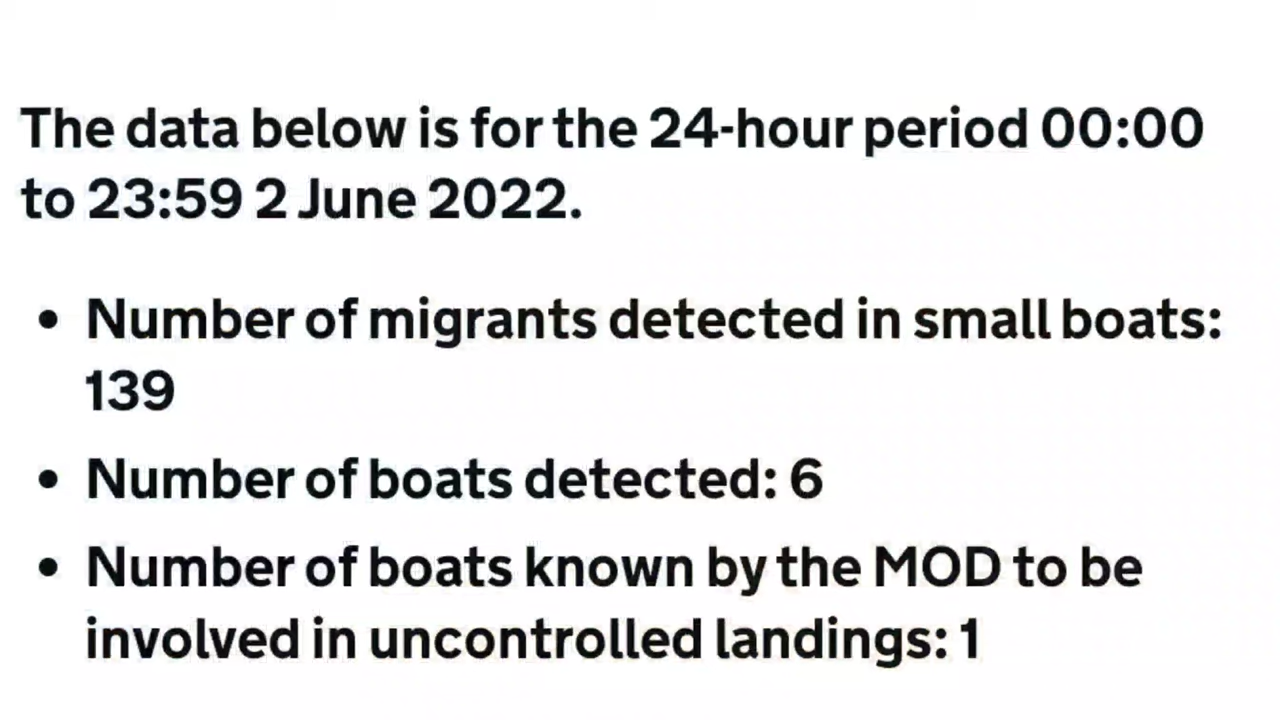 The data below is for the 24-hour period 00:00
to 23:59 2 June 2022.
• Number of migrants detected in small boats:
139
• Number of boats detected: 6
• Number of boats known by the MOD to be
involved in uncontrolled landings: 1